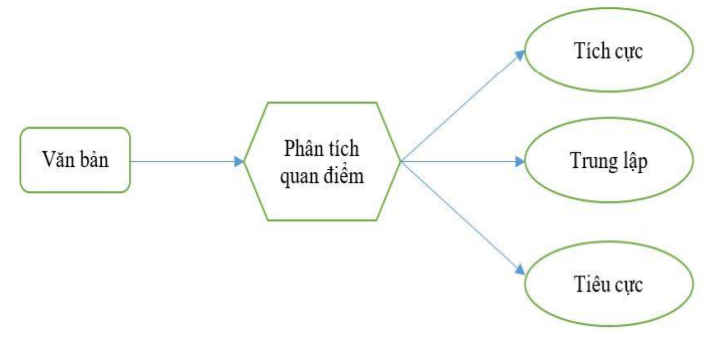 Văn bản
Phân tích
quan điểm
Tích cực
Trung lập
Tiêu cực